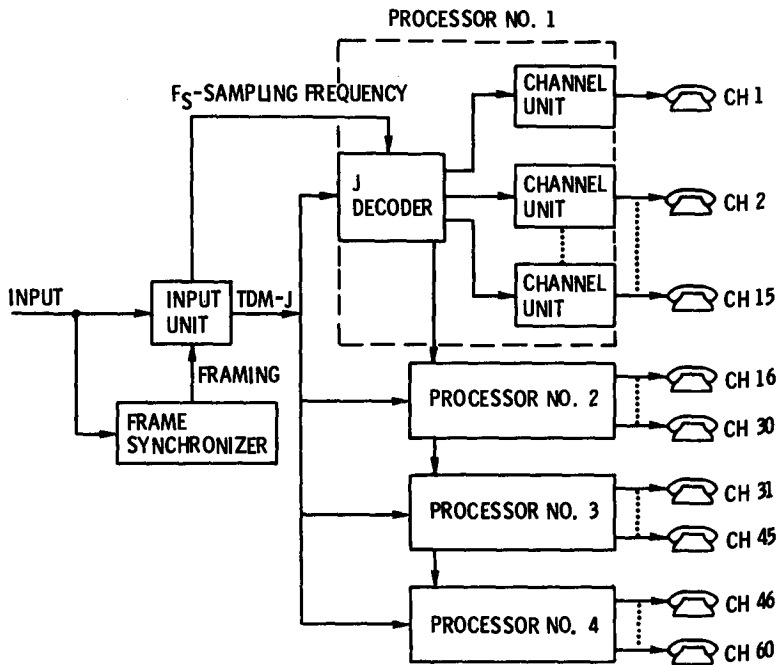 PROCESSOR NO. 1
FS-SAMPLING FREQUENCY
CHANNEL
UNIT
CH 1
J
DECODER
CHANNEL
UNIT
CH 2
CHANNEL
UNIT
CH 15
INPUT
INPUT
UNIT
TDM-J
FRAMING
FRAME
SYNCHRONIZER
PROCESSOR NO. 2
CH 16
CH 30
PROCESSOR NO. 3
CH 31
CH 45
PROCESSOR NO. 4
CH 46
CH 60